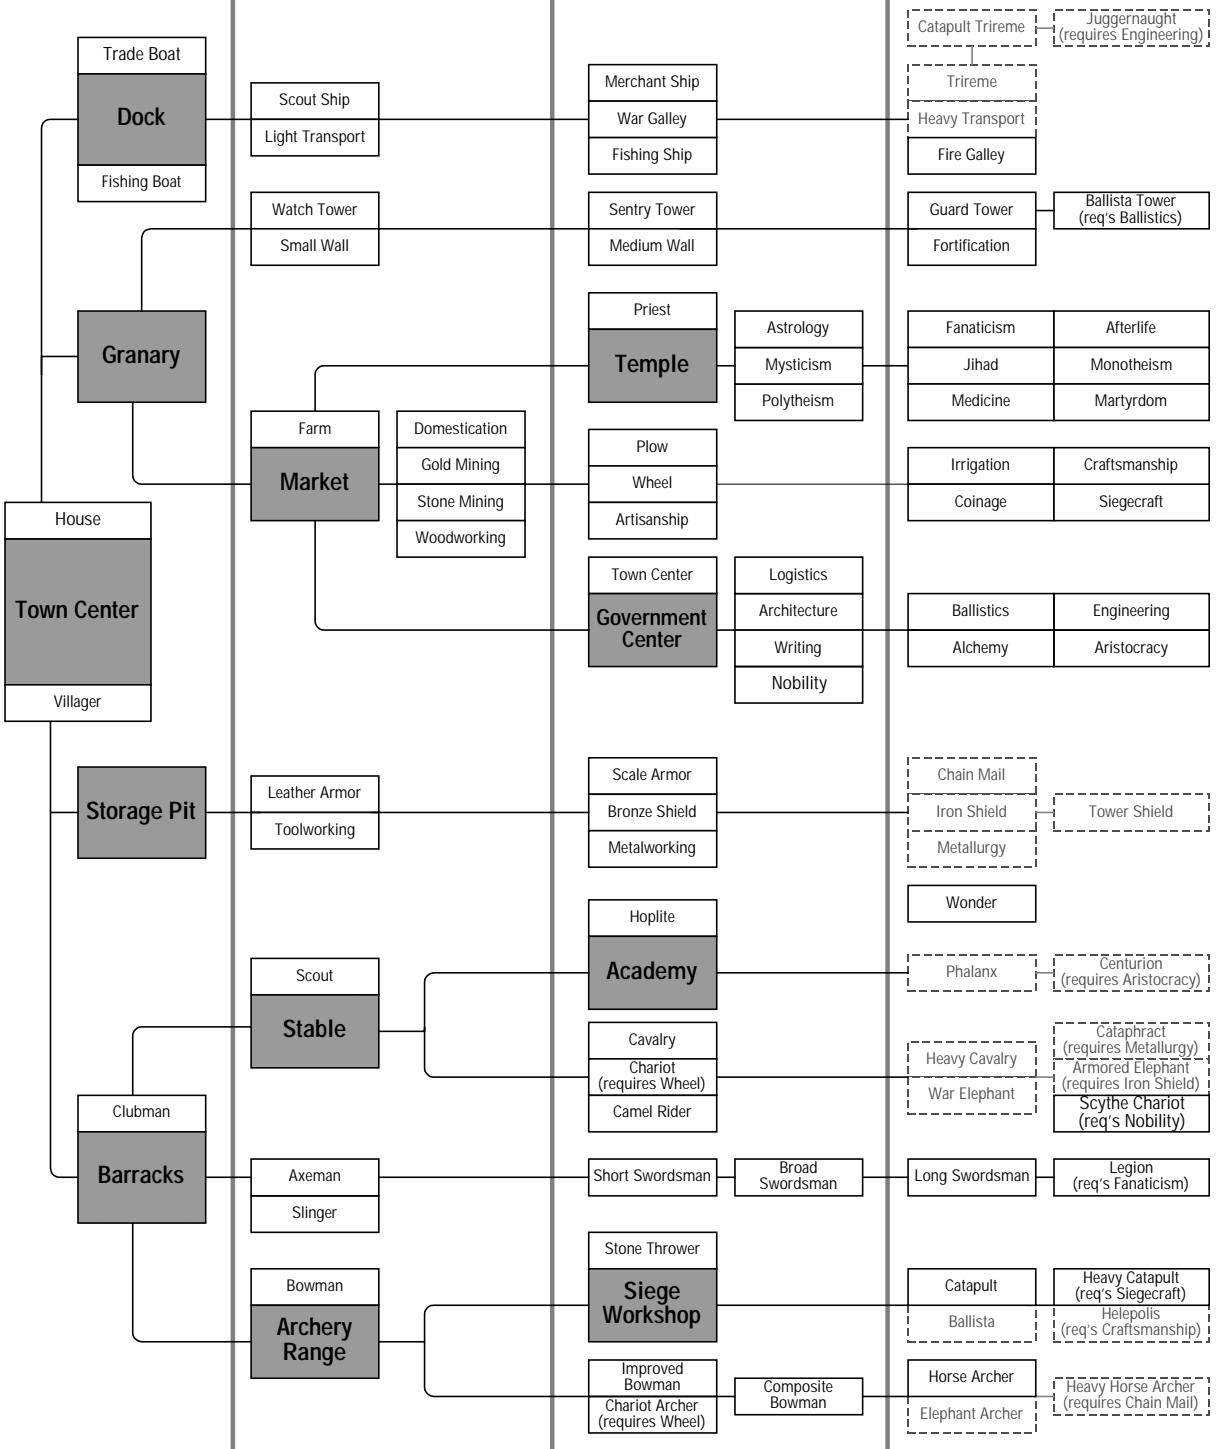 Catapult Trireme
Juggernaught
(requires Engineering)
Trade Boat
Dock
Fishing Boat
Scout Ship
Light Transport
Merchant Ship
War Galley
Fishing Ship
Trireme
Heavy Transport
Fire Galley
Watch Tower
Small Wall
Sentry Tower
Medium Wall
Guard Tower
Fortification
Ballista Tower
(req's Ballistics)
Granary
Priest
Temple
Astrology
Mysticism
Polytheism
Fanaticism
Afterlife
Jihad
Monotheism
Medicine
Martyrdom
Farm
Market
Domestication
Gold Mining
Stone Mining
Woodworking
Plow
Wheel
Artisanship
Irrigation
Craftsmanship
Coinage
Siegecraft
House
Town Center
Villager
Town Center
Government
Center
Logistics
Architecture
Writing
Nobility
Ballistics
Engineering
Alchemy
Aristocracy
Storage Pit
Leather Armor
Toolworking
Scale Armor
Bronze Shield
Metalworking
Chain Mail
Iron Shield
Metallurgy
Tower Shield
Wonder
Hoplite
Academy
Phalanx
Centurion
(requires Aristocracy)
Scout
Stable
Cavalry
Chariot
(requires Wheel)
Camel Rider
Heavy Cavalry
War Elephant
Cataphract
(requires Metallurgy)
Armored Elephant
(requires Iron Shield)
Scythe Chariot
(req's Nobility)
Clubman
Barracks
Axeman
Slinger
Short Swordsman
Broad
Swordsman
Long Swordsman
Legion
(req's Fanaticism)
Bowman
Archery
Range
Stone Thrower
Siege
Workshop
Catapult
Ballista
Heavy Catapult
(req's Siegecraft)
Helepolis
(req's Craftsmanship)
Improved
Bowman
Chariot Archer
(requires Wheel)
Composite
Bowman
Horse Archer
Elephant Archer
Heavy Horse Archer
(requires Chain Mail)